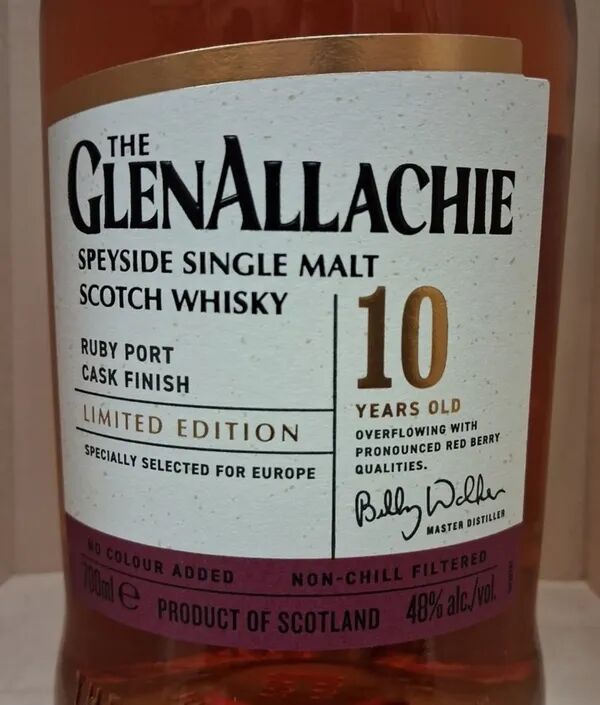 THE
GLENALLACHIE
SPEYSIDE SINGLE MALT
SCOTCH WHISKY
RUBY PORT
CASK FINISH
LIMITED EDITION
SPECIALLY SELECTED FOR EUROPE
10
YEARS OLD
OVERFLOWING WITH
PRONOUNCED RED BERRY
QUALITIES.
Billy Walker
MASTER DISTILLER
NO COLOUR ADDED NON-CHILL FILTERED
700ml e PRODUCT OF SCOTLAND 48% alc./vol.